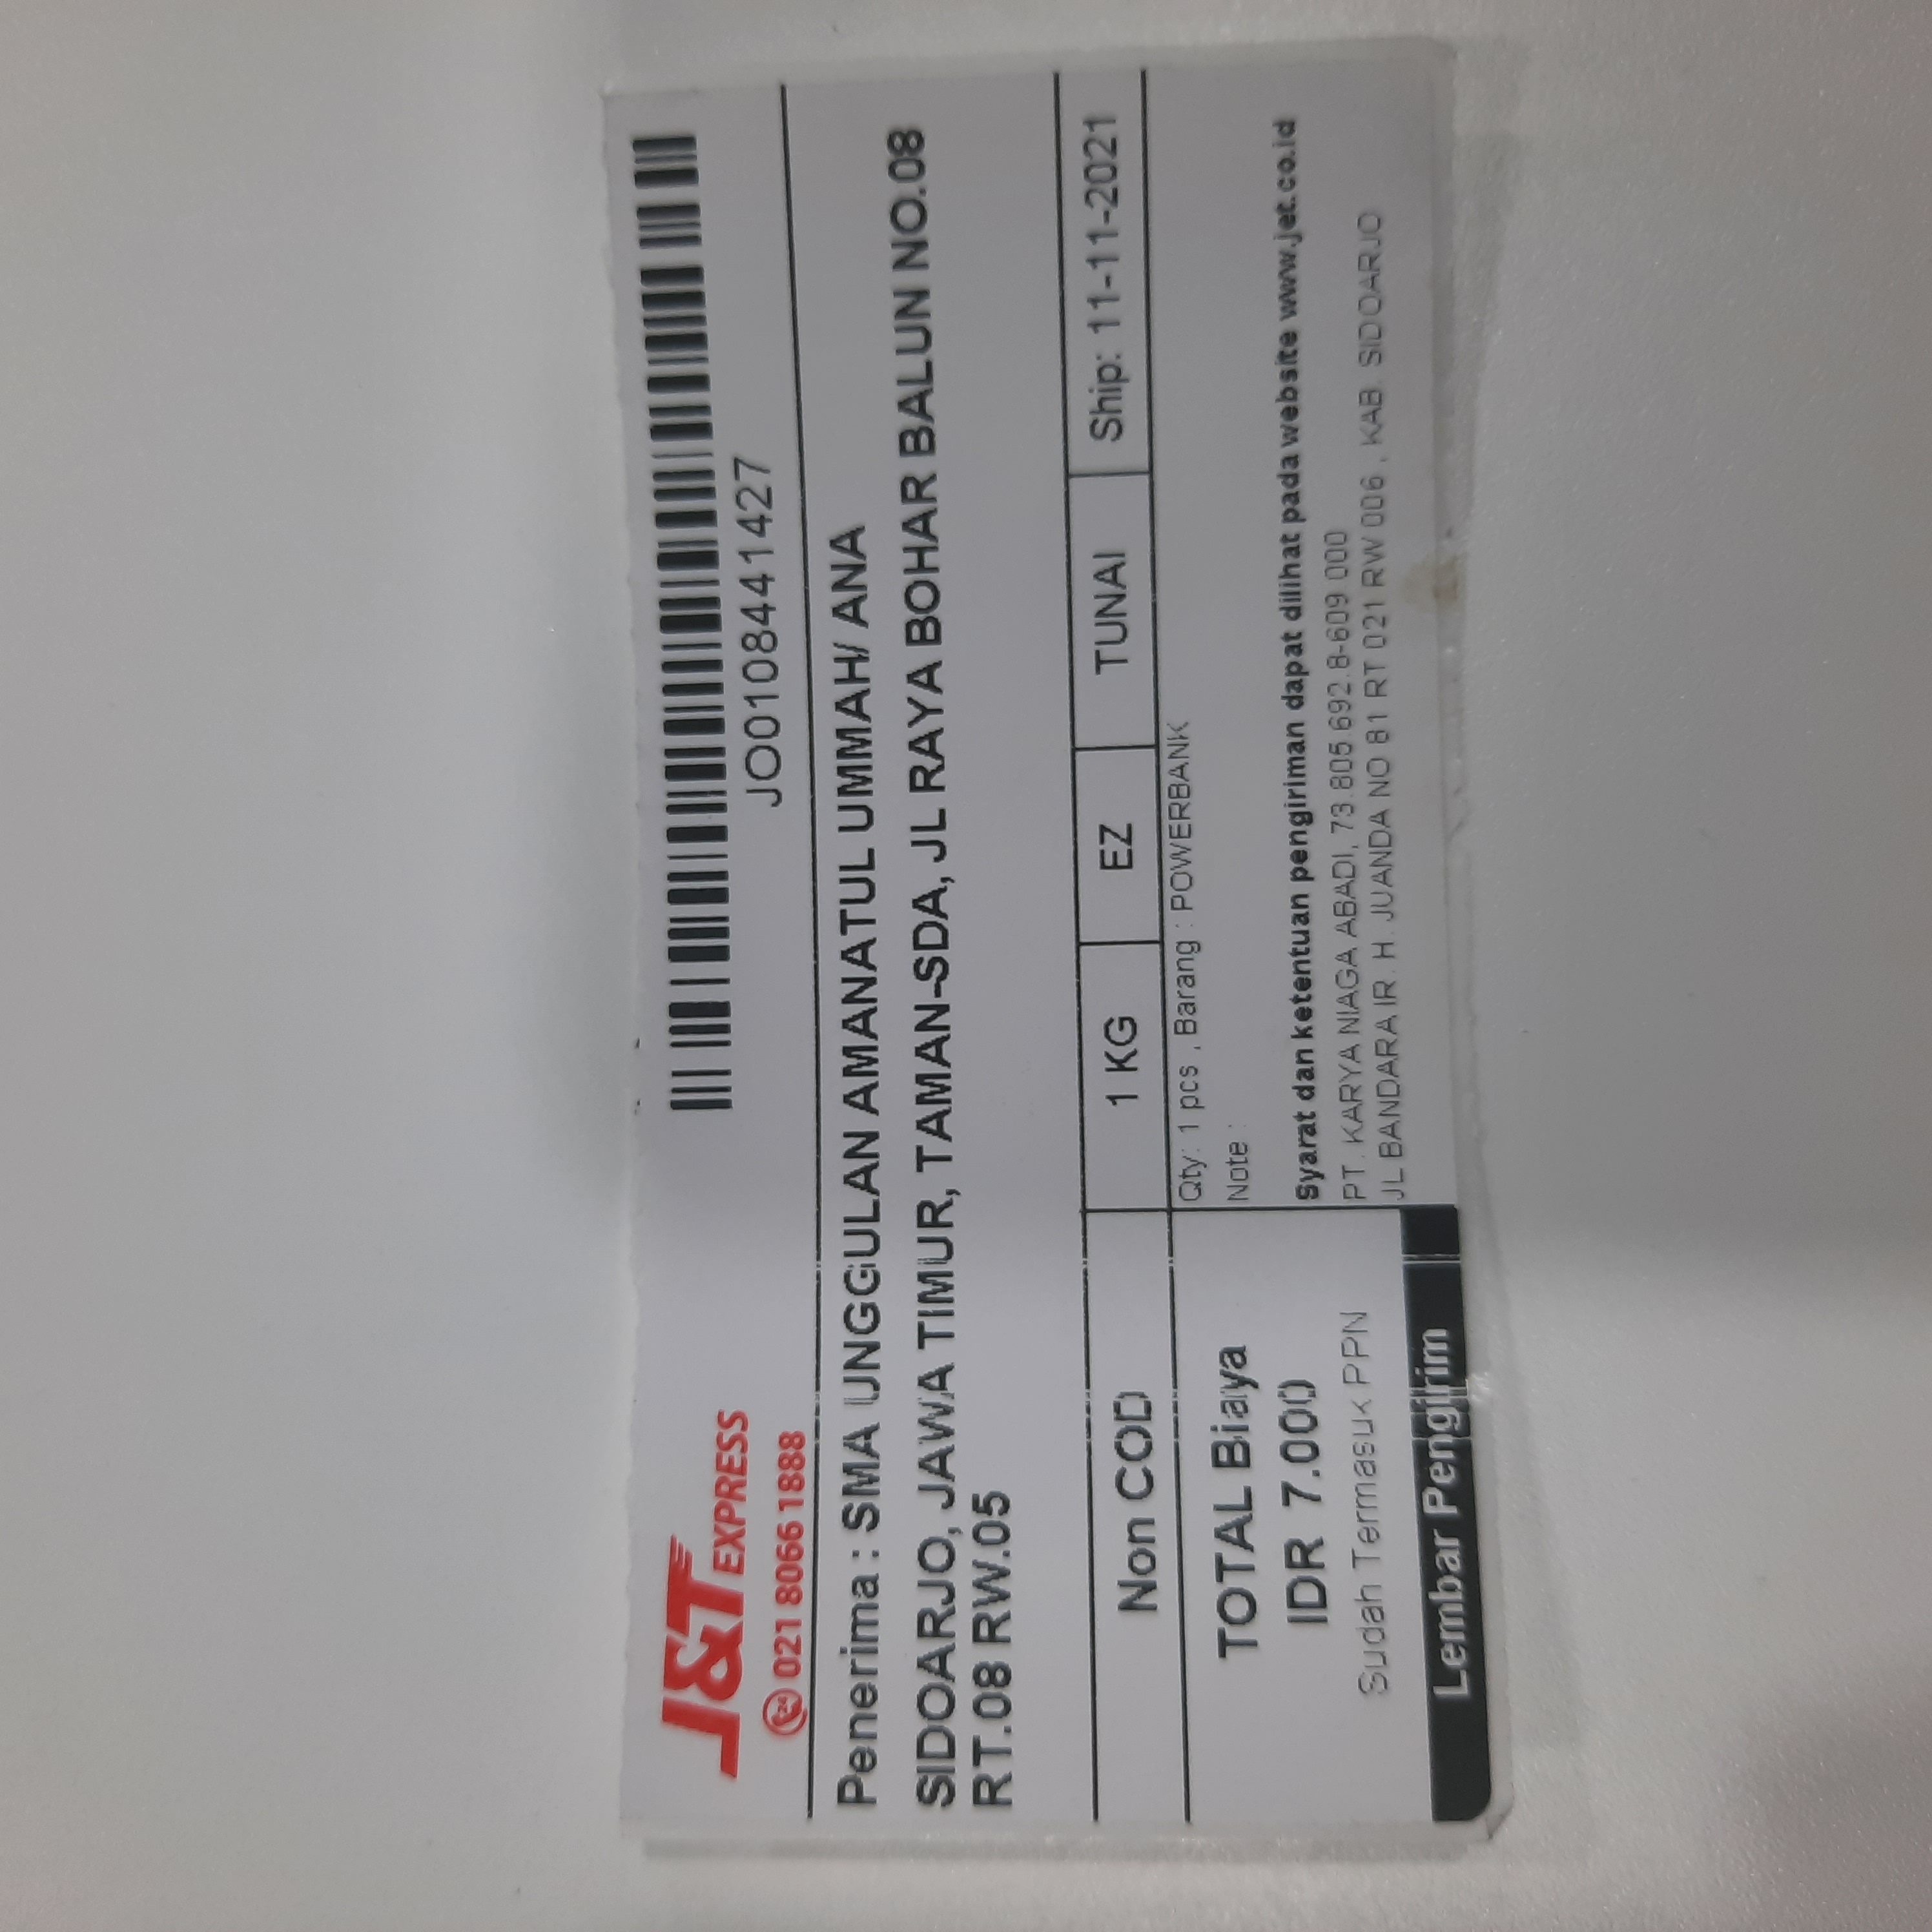 J&T EXPRESS
021 8066 1888
JO0108441427
Penerima : SMA UNGGULAN AMANATUL UMMAH/ ANA
SIDOARJO, JAWA TIMUR, TAMAN-SDA, JL RAYA BOHAR BALUN NO.08
RT.08 RW.05
Non COD
1 KG
EZ
TUNAI
Ship: 11-11-2021
TOTAL Biaya
IDR 7.000
Sudah Termasuk PPN
Lembar Pengirim
Qty: 1 pcs , Barang : POWERBANK
Note :
Syarat dan ketentuan pengiriman dapat dilihat pada website www.jet.co.id
PT. KARYA NIAGA ABADI, 73.805.692.8-609.000
JL BANDARA IR. H. JUANDA NO 81 RT 021 RW 006 , KAB. SIDOARJO